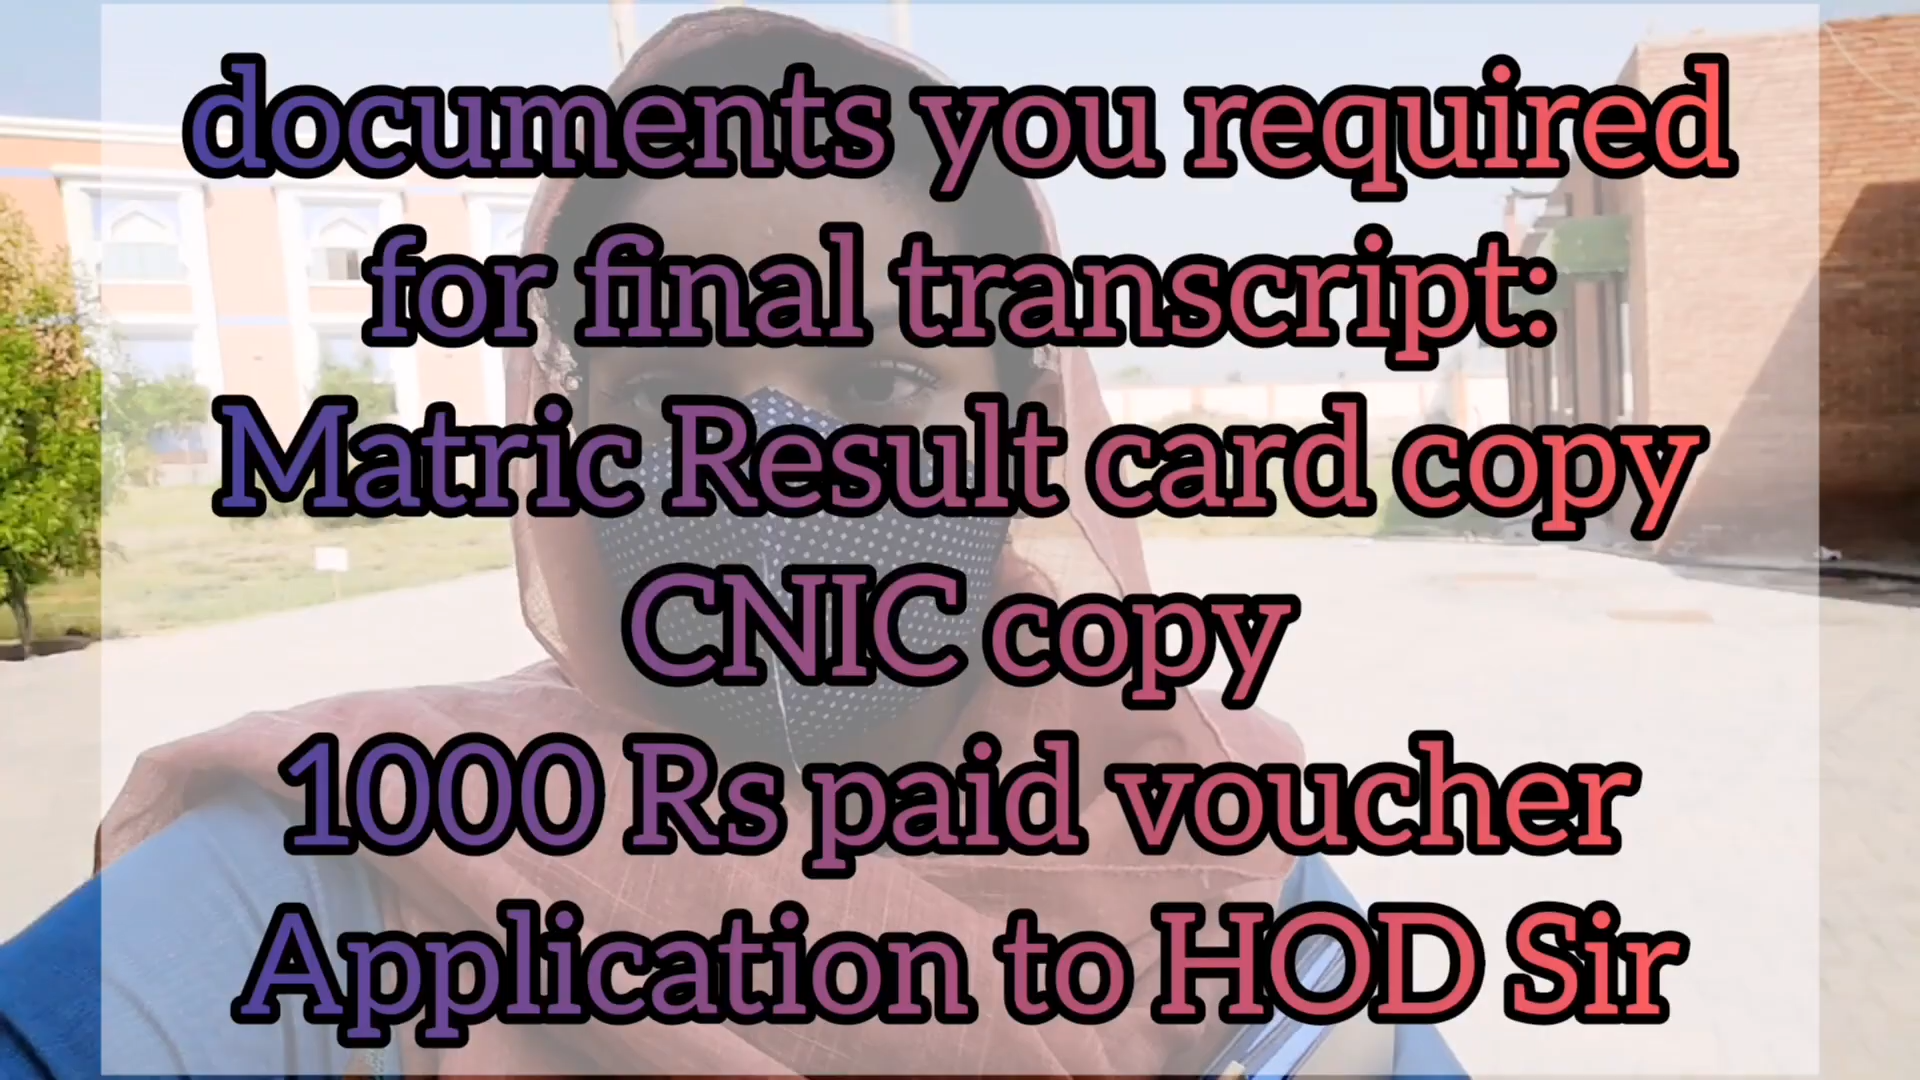 documents you required
for final transcript:
Matric Result card copy
CNIC copy
1000 Rs paid voucher
Application to HOD Sir